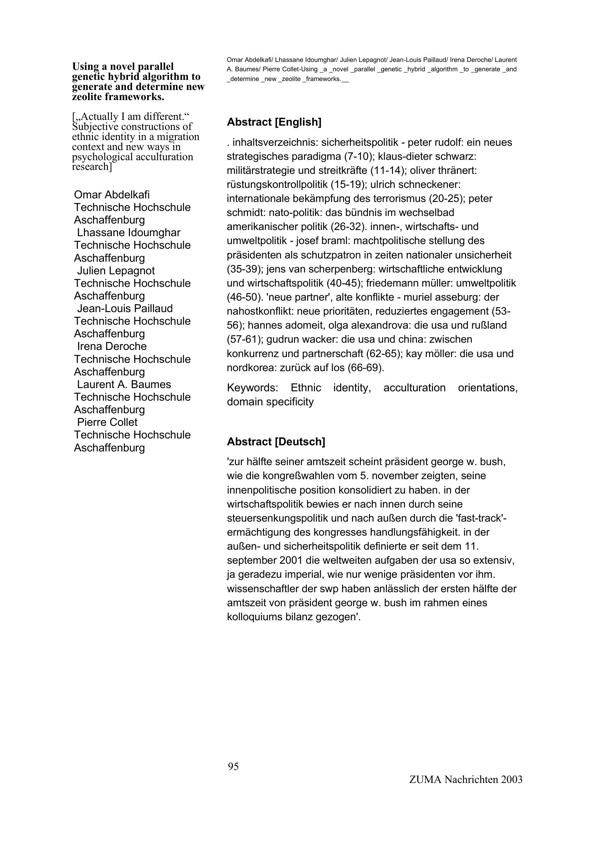 Using a novel parallel
genetic hybrid algorithm to
generate and determine new
zeolite frameworks.
[„Actually I am different.“
Subjective constructions of
ethnic identity in a migration
context and new ways in
psychological acculturation
research]
Omar Abdelkafi
Technische Hochschule
Aschaffenburg
Lhassane Idoumghar
Technische Hochschule
Aschaffenburg
Julien Lepagnot
Technische Hochschule
Aschaffenburg
Jean-Louis Paillaud
Technische Hochschule
Aschaffenburg
Irena Deroche
Technische Hochschule
Aschaffenburg
Laurent A. Baumes
Technische Hochschule
Aschaffenburg
Pierre Collet
Technische Hochschule
Aschaffenburg
Omar Abdelkafi/ Lhassane Idoumghar/ Julien Lepagnot/ Jean-Louis Paillaud/ Irena Deroche/ Laurent
A. Baumes/ Pierre Collet-Using _a _novel _parallel _genetic _hybrid _algorithm _to _generate _and
_determine _new _zeolite _frameworks.__
Abstract [English]
. inhaltsverzeichnis: sicherheitspolitik - peter rudolf: ein neues
strategisches paradigma (7-10); klaus-dieter schwarz:
militärstrategie und streitkräfte (11-14); oliver thränert:
rüstungskontrollpolitik (15-19); ulrich schneckener:
internationale bekämpfung des terrorismus (20-25); peter
schmidt: nato-politik: das bündnis im wechselbad
amerikanischer politik (26-32). innen-, wirtschafts- und
umweltpolitik - josef braml: machtpolitische stellung des
präsidenten als schutzpatron in zeiten nationaler unsicherheit
(35-39); jens van scherpenberg: wirtschaftliche entwicklung
und wirtschaftspolitik (40-45); friedemann müller: umweltpolitik
(46-50). 'neue partner', alte konflikte - muriel asseburg: der
nahostkonflikt: neue prioritäten, reduziertes engagement (53-
56); hannes adomeit, olga alexandrova: die usa und rußland
(57-61); gudrun wacker: die usa und china: zwischen
konkurrenz und partnerschaft (62-65); kay möller: die usa und
nordkorea: zurück auf los (66-69).
Keywords: Ethnic identity, acculturation orientations,
domain specificity
Abstract [Deutsch]
'zur hälfte seiner amtszeit scheint präsident george w. bush,
wie die kongreßwahlen vom 5. november zeigten, seine
innenpolitische position konsolidiert zu haben. in der
wirtschaftspolitik bewies er nach innen durch seine
steuersenkungspolitik und nach außen durch die 'fast-track'-
ermächtigung des kongresses handlungsfähigkeit. in der
außen- und sicherheitspolitik definierte er seit dem 11.
september 2001 die weltweiten aufgaben der usa so extensiv,
ja geradezu imperial, wie nur wenige präsidenten vor ihm.
wissenschaftler der swp haben anlässlich der ersten hälfte der
amtszeit von präsident george w. bush im rahmen eines
kolloquiums bilanz gezogen'.
95
ZUMA Nachrichten 2003